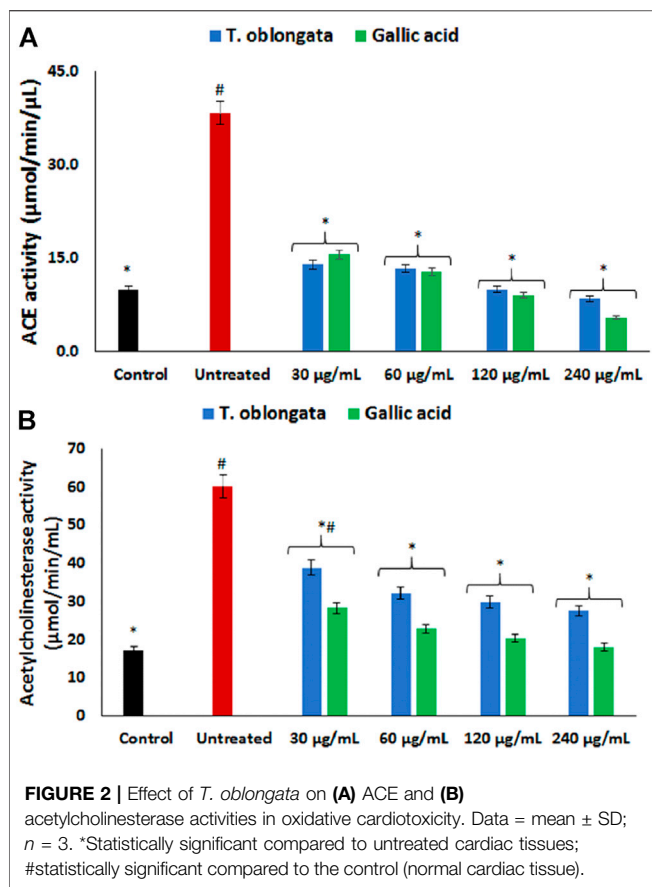 A
T. oblongata Gallic acid
ACE activity (µmol/min/µL)
45.0
30.0
15.0
0.0
#
*
*
*
*
*
Control Untreated 30 µg/mL 60 µg/mL 120 µg/mL 240 µg/mL
B
T. oblongata Gallic acid
Acetylcholinesterase activity
(µmol/min/mL)
70
60
50
40
30
20
10
0
#
*#
*
*
*
*
Control Untreated 30 µg/mL 60 µg/mL 120 µg/mL 240 µg/mL
FIGURE 2 | Effect of T. oblongata on (A) ACE and (B)
acetylcholinesterase activities in oxidative cardiotoxicity. Data = mean ± SD;
n = 3. *Statistically significant compared to untreated cardiac tissues;
#statistically significant compared to the control (normal cardiac tissue).